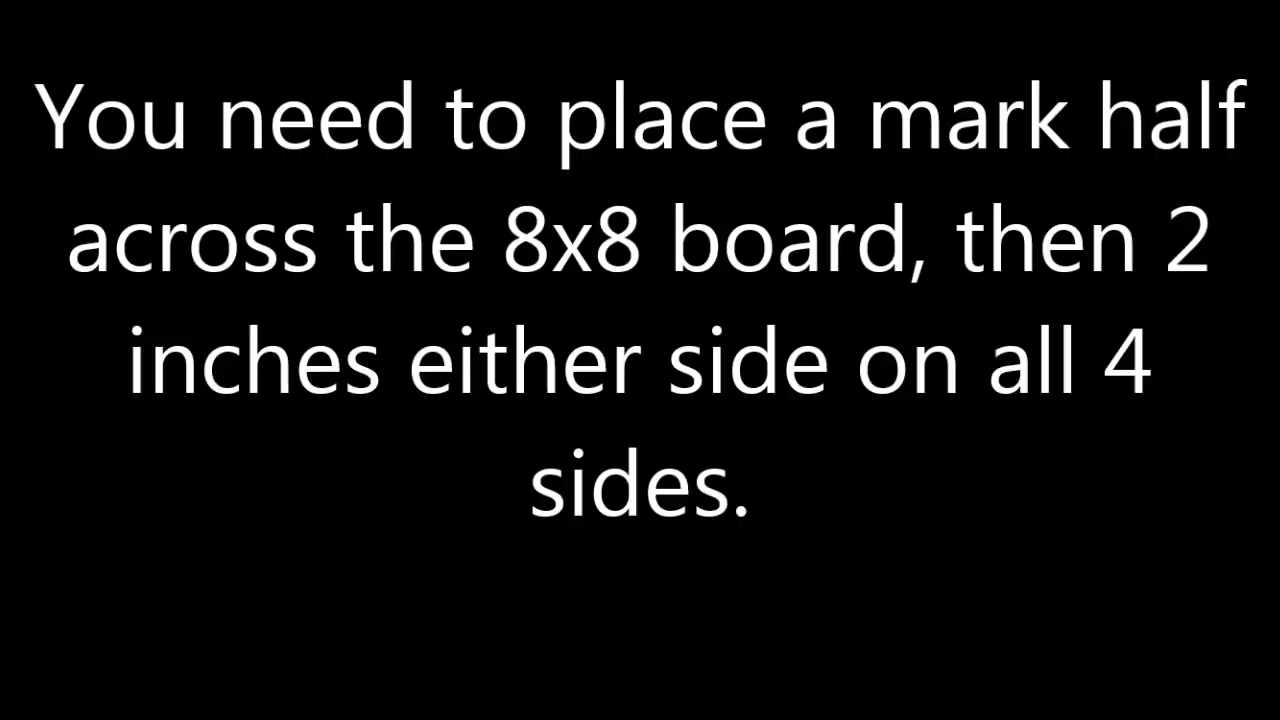 You need to place a mark half
across the 8x8 board, then 2
inches either side on all 4
sides.